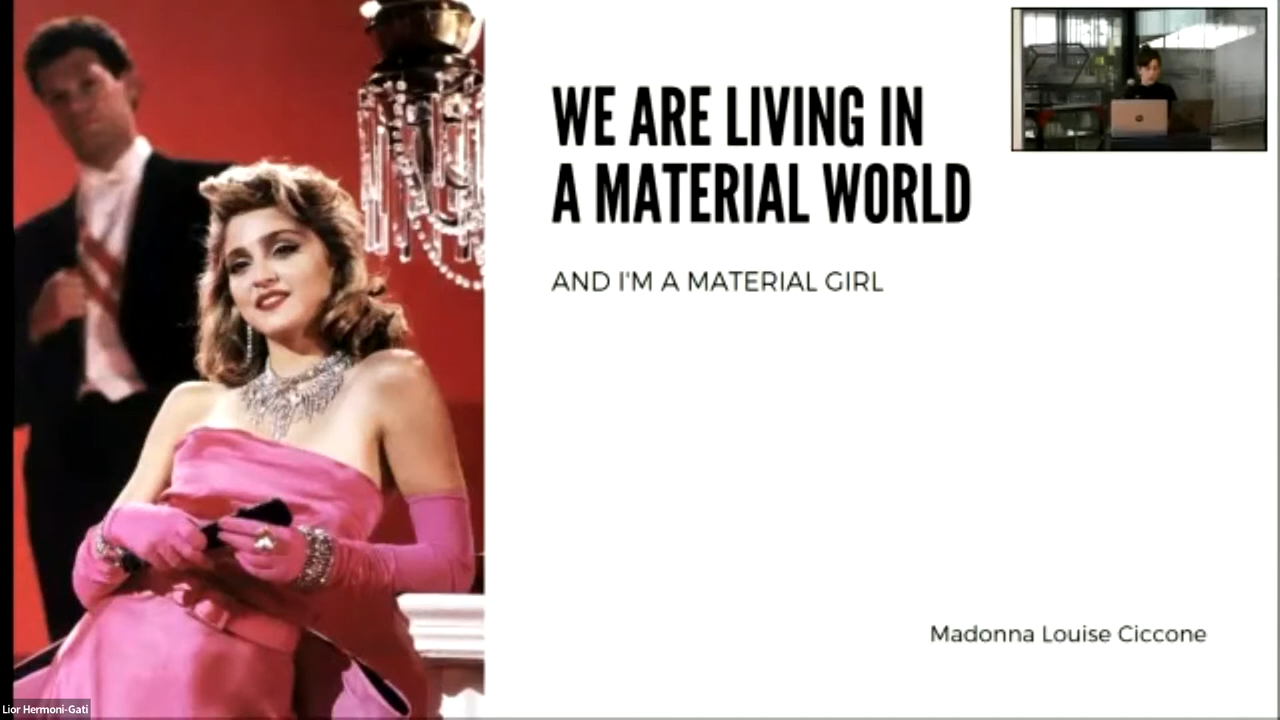 WE ARE LIVING IN
A MATERIAL WORLD
AND I'M A MATERIAL GIRL
Madonna Louise Ciccone
Lior Hermoni-Gati